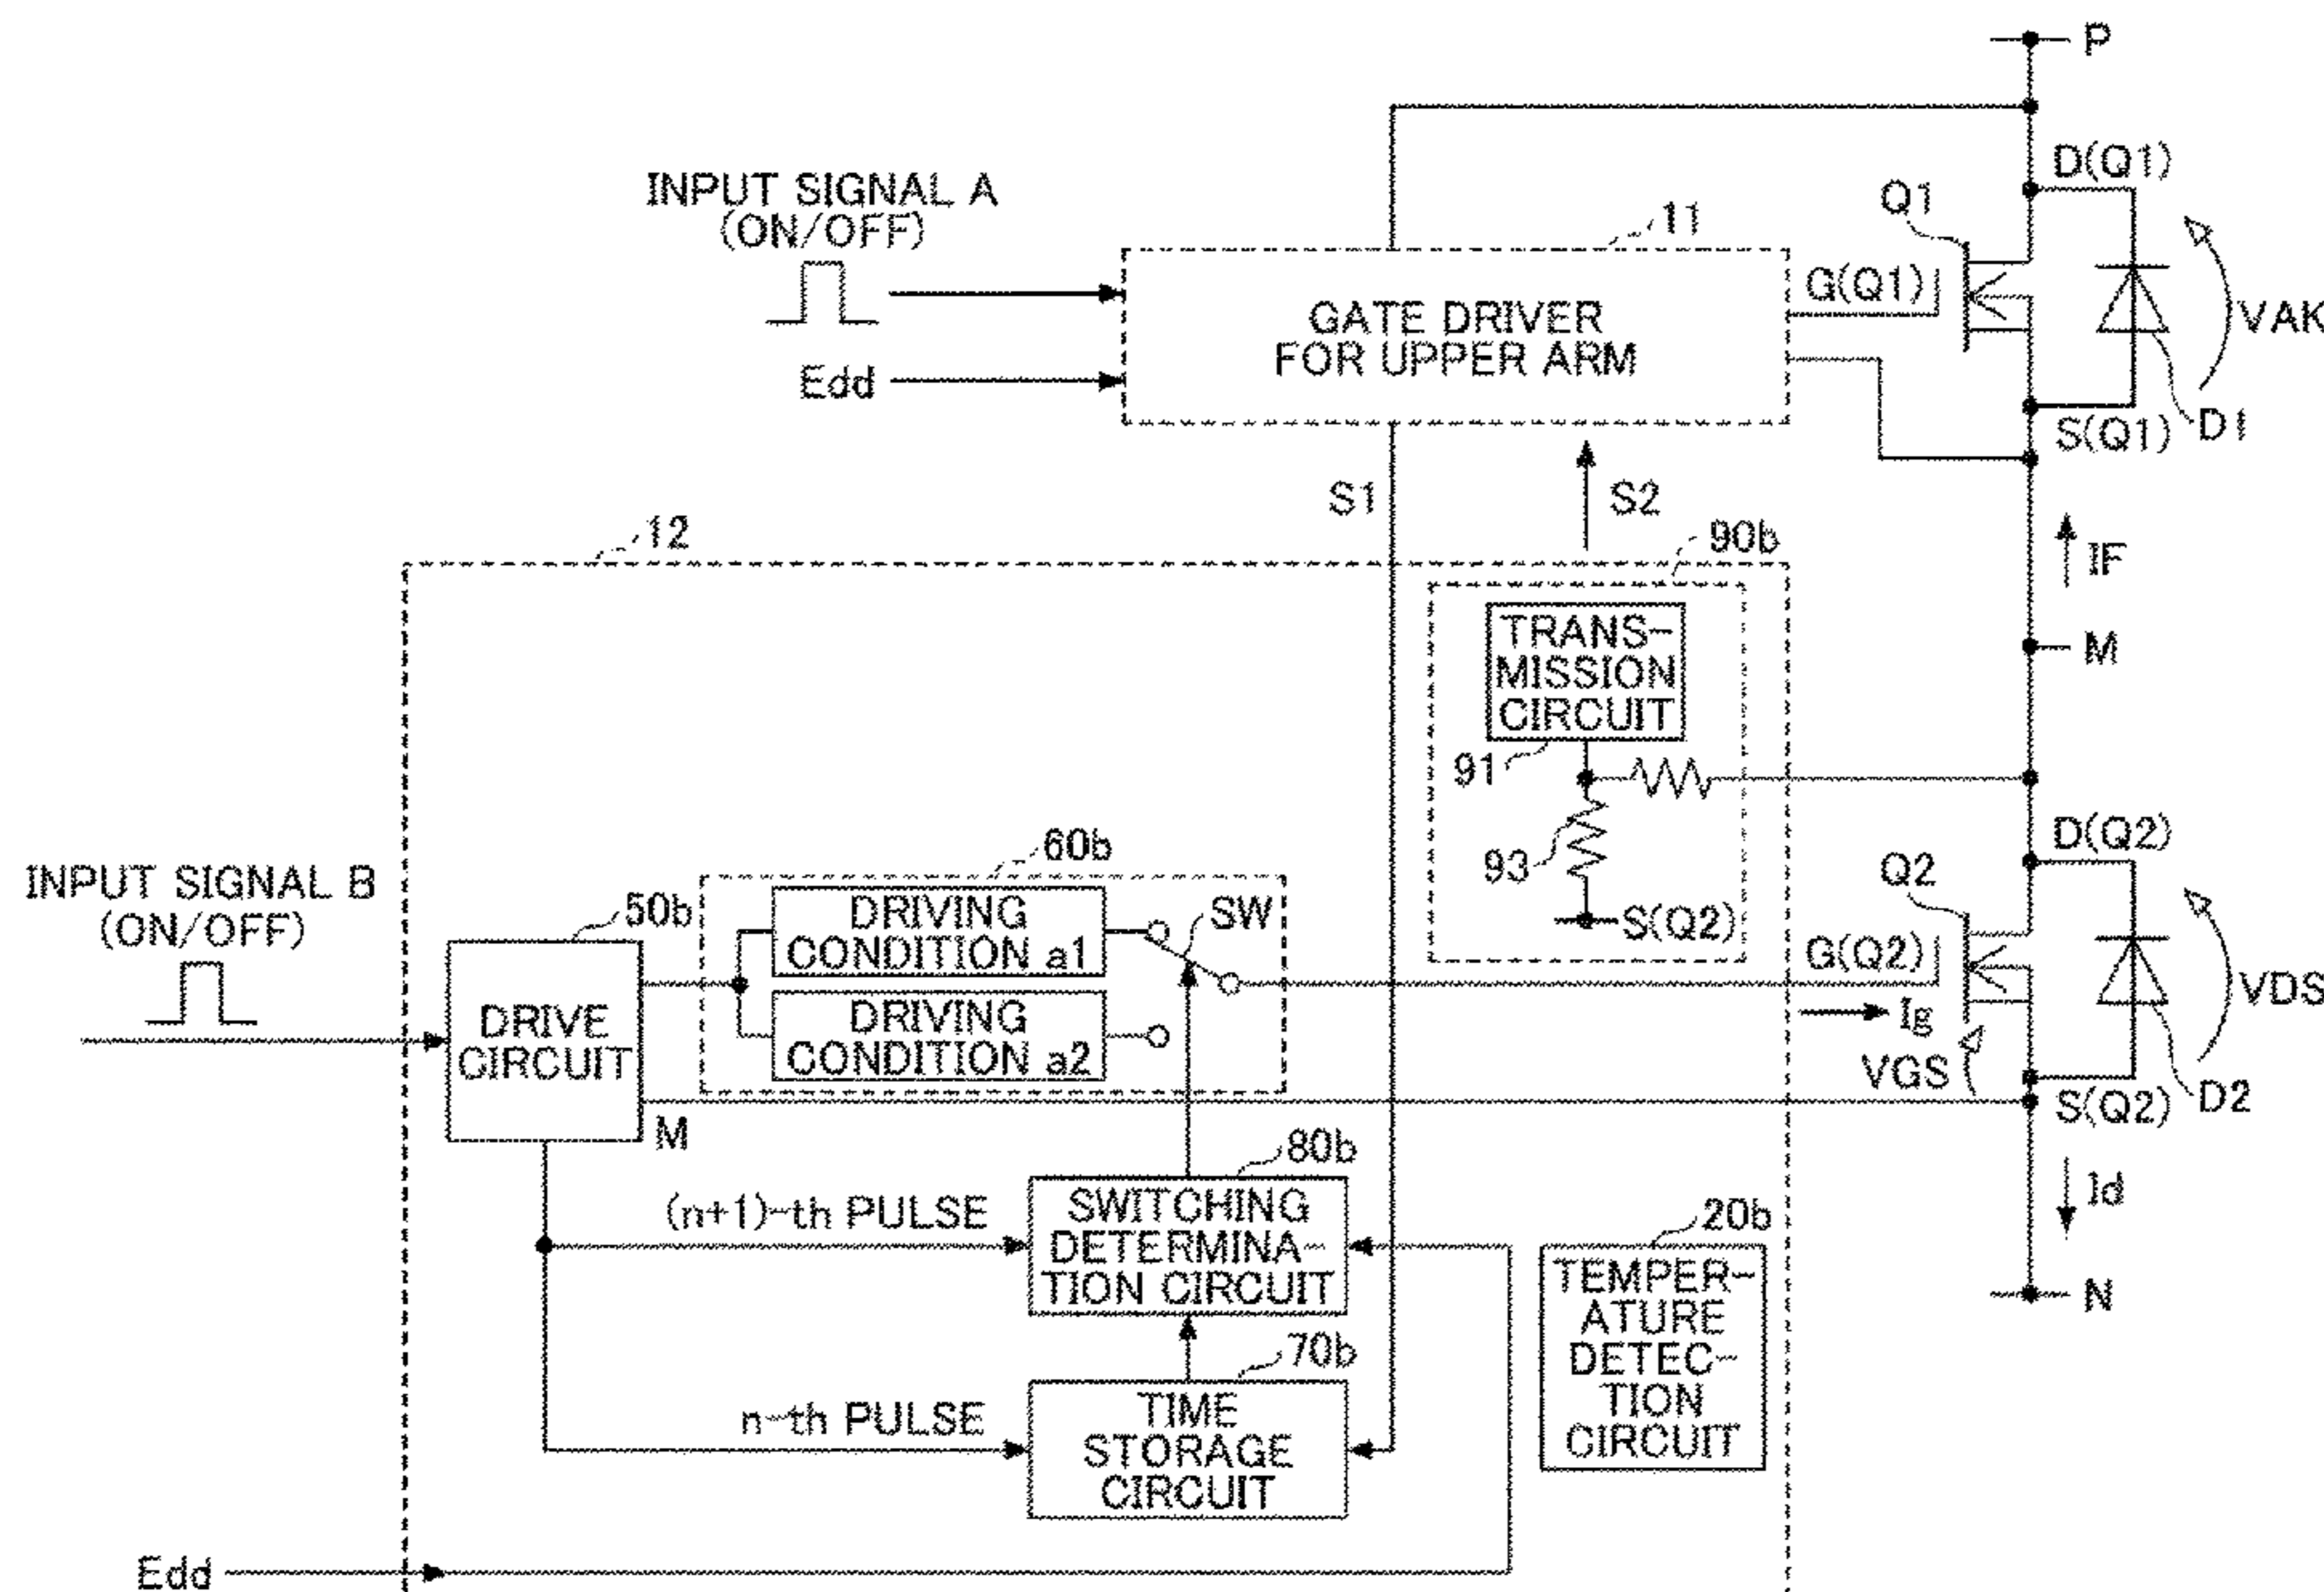 P
D(Q1)
INPUT SIGNAL A
(ON/OFF)
11
Q1
G(Q1)
GATE DRIVER
FOR UPPER ARM
VAK
Edd
S(Q1)
D1
S1
S2
12
90b
IF
TRANS-
MISSION
CIRCUIT
M
91
60b
93
D(Q2)
INPUT SIGNAL B
(ON/OFF)
50b
DRIVING
CONDITION a1
SW
S(Q2)
Q2
G(Q2)
DRIVE
CIRCUIT
DRIVING
CONDITION a2
Ig
VGS
VDS
M
S(Q2)
D2
80b
(n+1)-th PULSE
SWITCHING
DETERMINA-
TION CIRCUIT
20b
Id
TEMPER-
ATURE
DETEC-
TION
CIRCUIT
N
70b
n-th PULSE
TIME
STORAGE
CIRCUIT
Edd